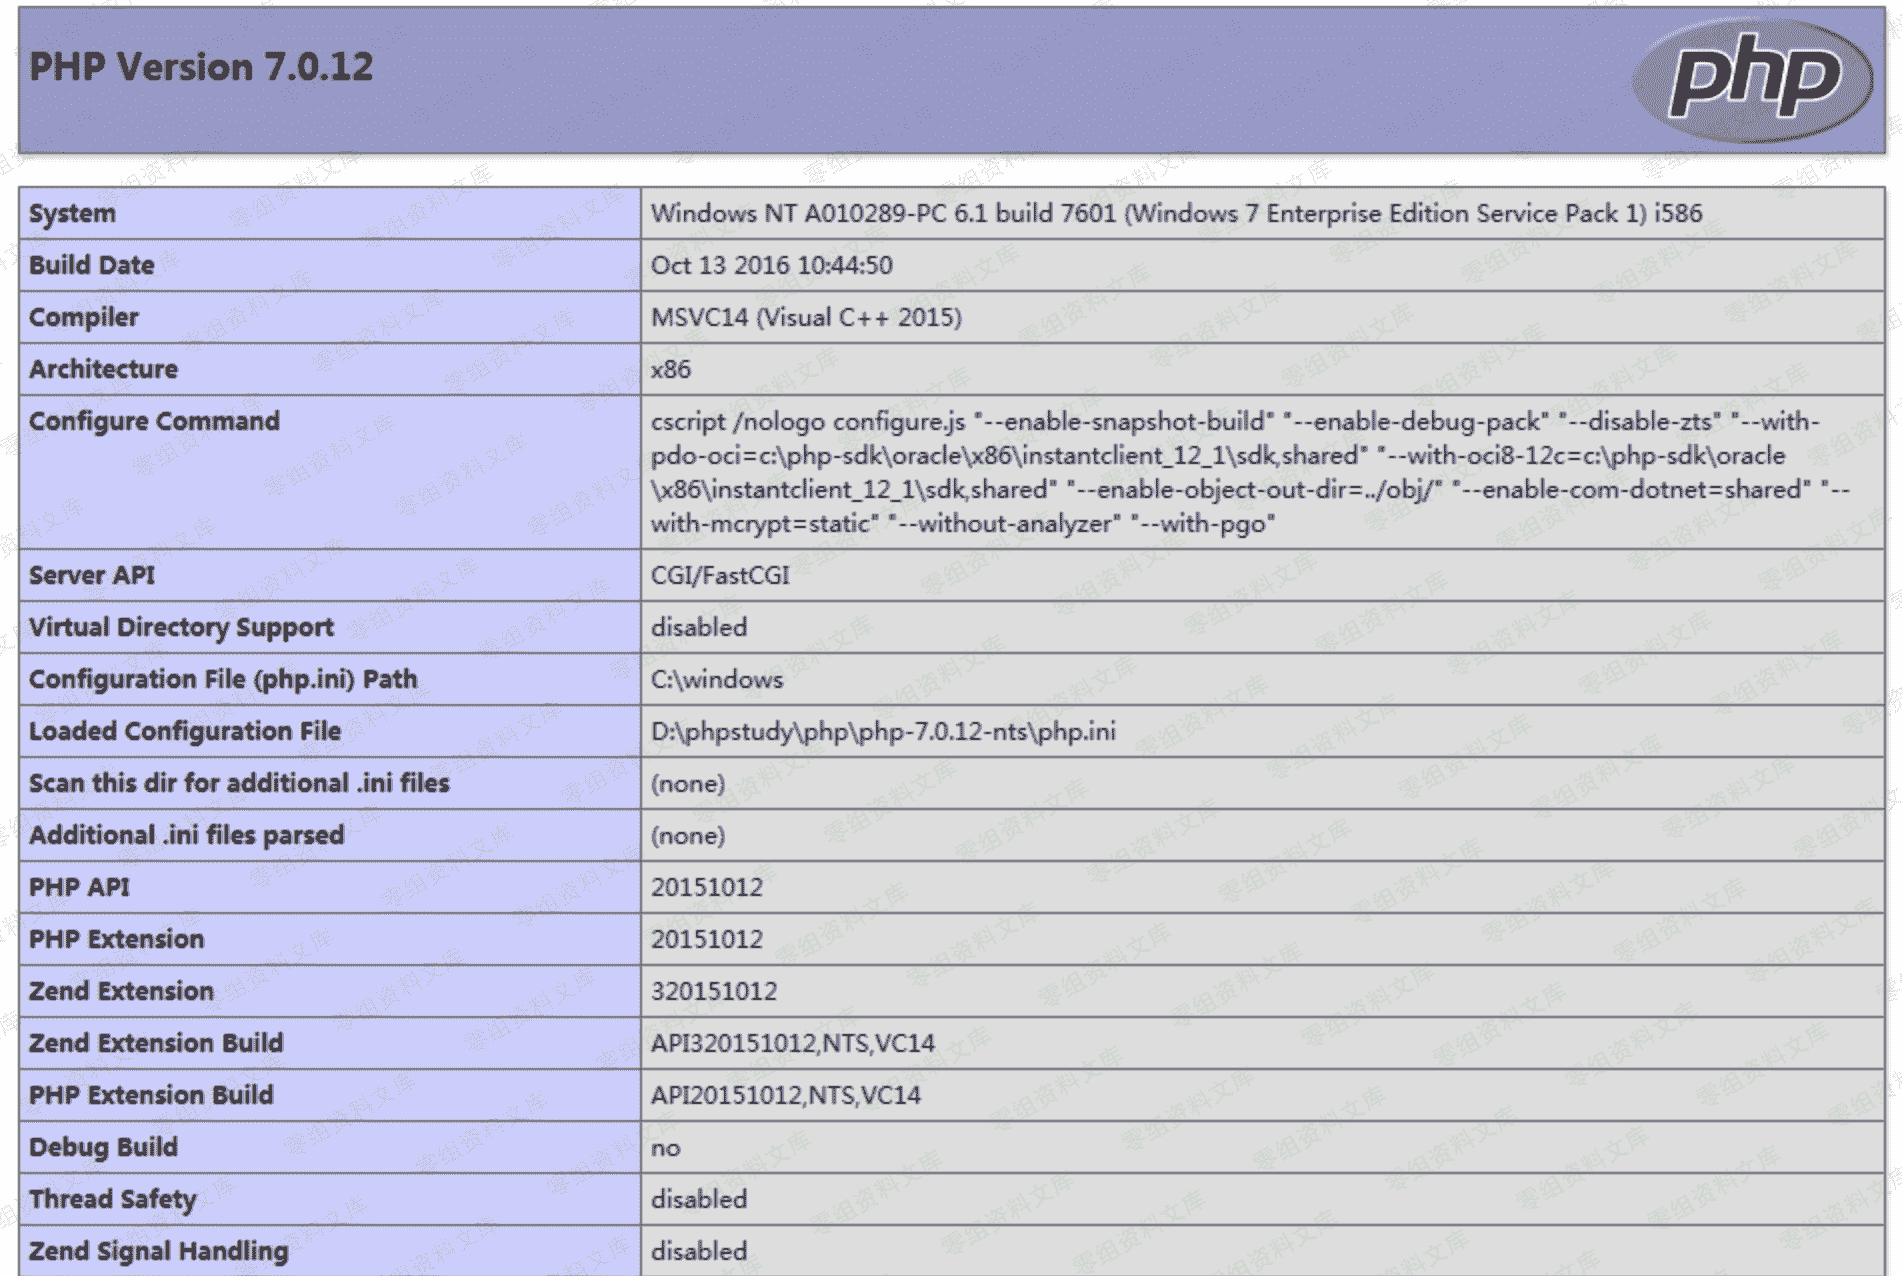 PHP Version 7.0.12
php
System Windows NT A010289-PC 6.1 build 7601 (Windows 7 Enterprise Edition Service Pack 1) i586
Build Date Oct 13 2016 10:44:50
Compiler MSVC14 (Visual C++ 2015)
Architecture x86
Configure Command cscript /nologo configure.js "--enable-snapshot-build" "--enable-debug-pack" "--disable-zts" "--with-
pdo-oci=c:\php-sdk\oracle\x86\instantclient_12_1\sdk,shared" "--with-oci8-12c=c:\php-sdk\oracle
\x86\instantclient_12_1\sdk,shared" "--enable-object-out-dir=../obj/" "--enable-com-dotnet=shared" "--
with-mcrypt=static" "--without-analyzer" "--with-pgo"
Server API CGI/FastCGI
Virtual Directory Support disabled
Configuration File (php.ini) Path C:\windows
Loaded Configuration File D:\phpstudy\php\php-7.0.12-nts\php.ini
Scan this dir for additional .ini files (none)
Additional .ini files parsed (none)
PHP API 20151012
PHP Extension 20151012
Zend Extension 320151012
Zend Extension Build API320151012,NTS,VC14
PHP Extension Build API20151012,NTS,VC14
Debug Build no
Thread Safety disabled
Zend Signal Handling disabled
零组资料文库